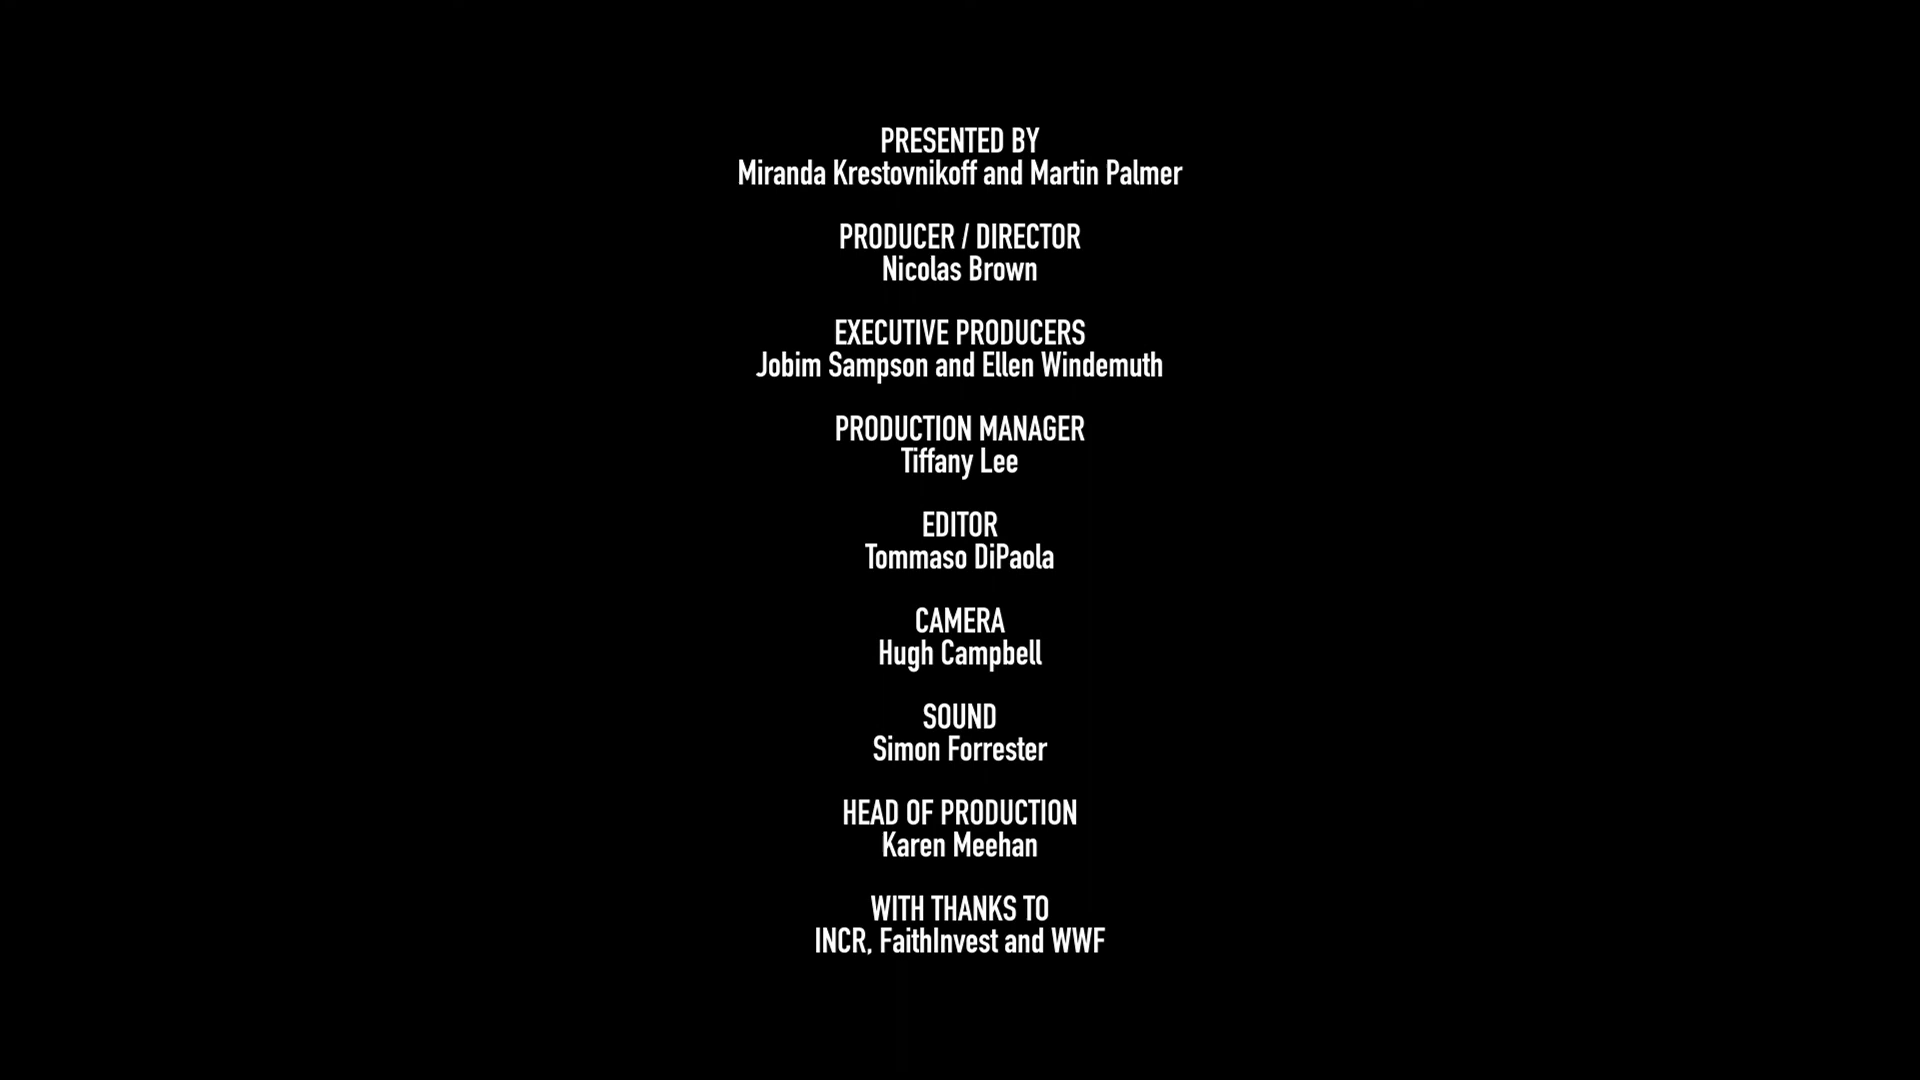 PRESENTED BY
Miranda Krestovnikoff and Martin Palmer
PRODUCER / DIRECTOR
Nicolas Brown
EXECUTIVE PRODUCERS
Jobim Sampson and Ellen Windemuth
PRODUCTION MANAGER
Tiffany Lee
EDITOR
Tommaso DiPaola
CAMERA
Hugh Campbell
SOUND
Simon Forrester
HEAD OF PRODUCTION
Karen Meehan
WITH THANKS TO
INCR, FaithInvest and WWF